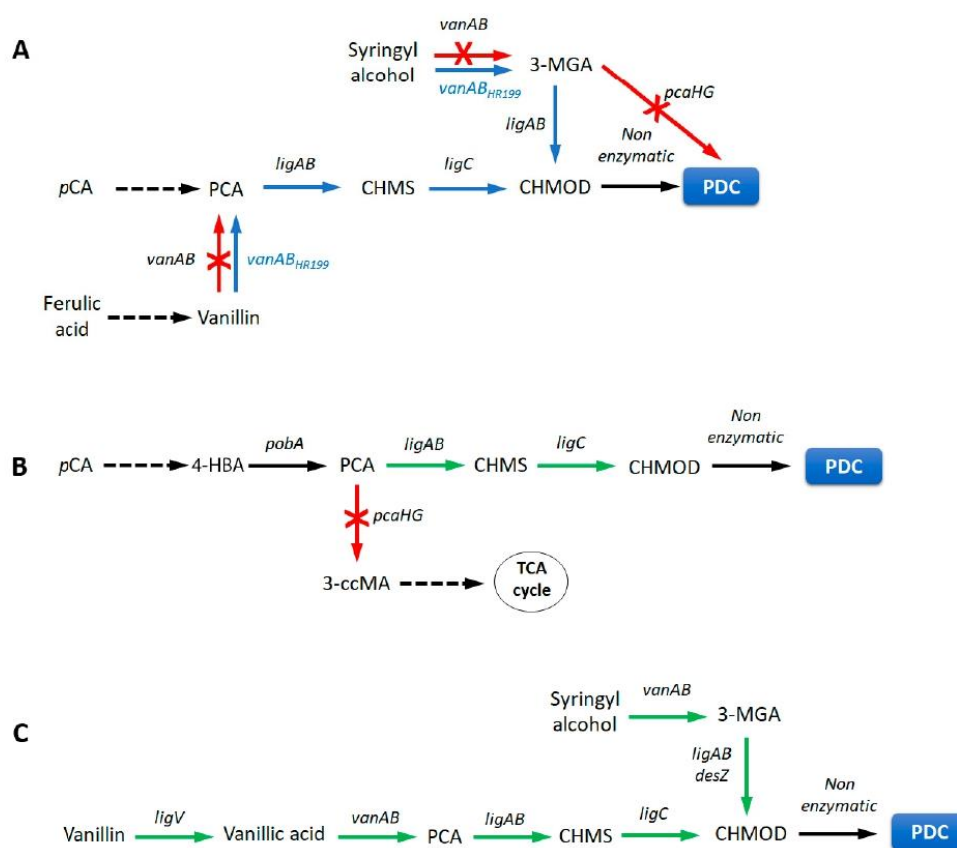 A
vanAB
Syringyl
alcohol
3-MGA
vanAB_HR199
pcaHG
ligAB
Non
enzymatic
ligAB
ligC
pCA
PCA
CHMS
CHMOD
PDC
vanAB
vanAB_HR199
Ferulic
acid
Vanillin
B
Non
enzymatic
pobA
ligAB
ligC
pCA
4-HBA
PCA
CHMS
CHMOD
PDC
pcaHG
3-ccMA
TCA
cycle
C
vanAB
Syringyl
alcohol
3-MGA
ligAB
desZ
Non
enzymatic
ligV
vanAB
ligAB
ligC
Vanillin
Vanillic acid
PCA
CHMS
CHMOD
PDC